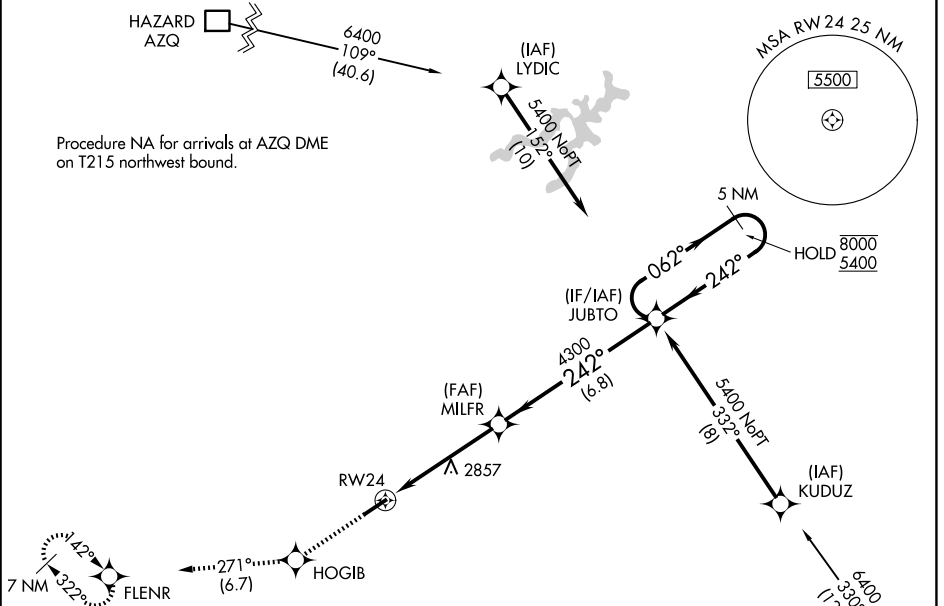 HAZARD
AZQ
6400
109°
(40.6)
(IAF)
LYDIC
MSA RW 24 25 NM
5500
Procedure NA for arrivals at AZQ DME
on T215 northwest bound.
5400 NoPT
152°
(10)
5 NM
HOLD 8000
5400
062°
242°
(IF/IAF)
JUBTO
4300
242°
(6.8)
(FAF)
MILFR
5400 NoPT
332°
(8)
2857
RW24
(IAF)
KUDUZ
HOGIB
271°
(6.7)
142°
7 NM
322°
FLENR
6400
330°